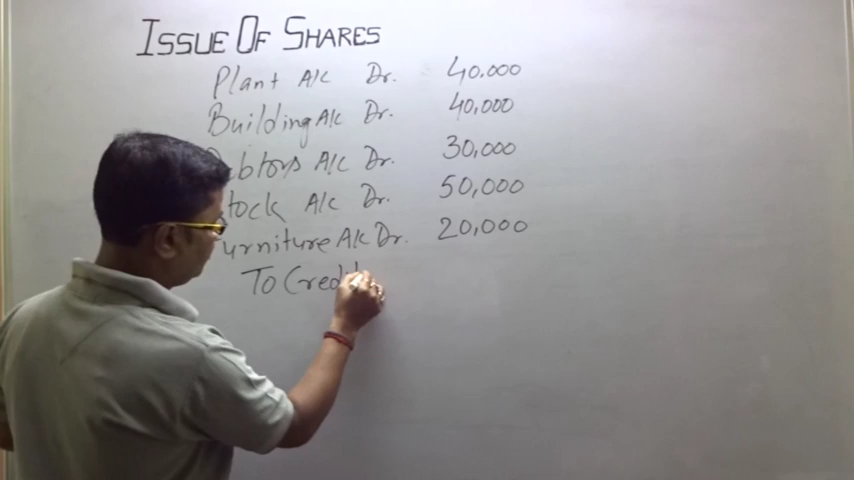 ISSUE OF SHARES
Plant A/c Dr. 40,000
Building A/c Dr. 40,000
A/c Dr. 30,000
A/c Dr. 50,000
A/c Dr. 20,000
To